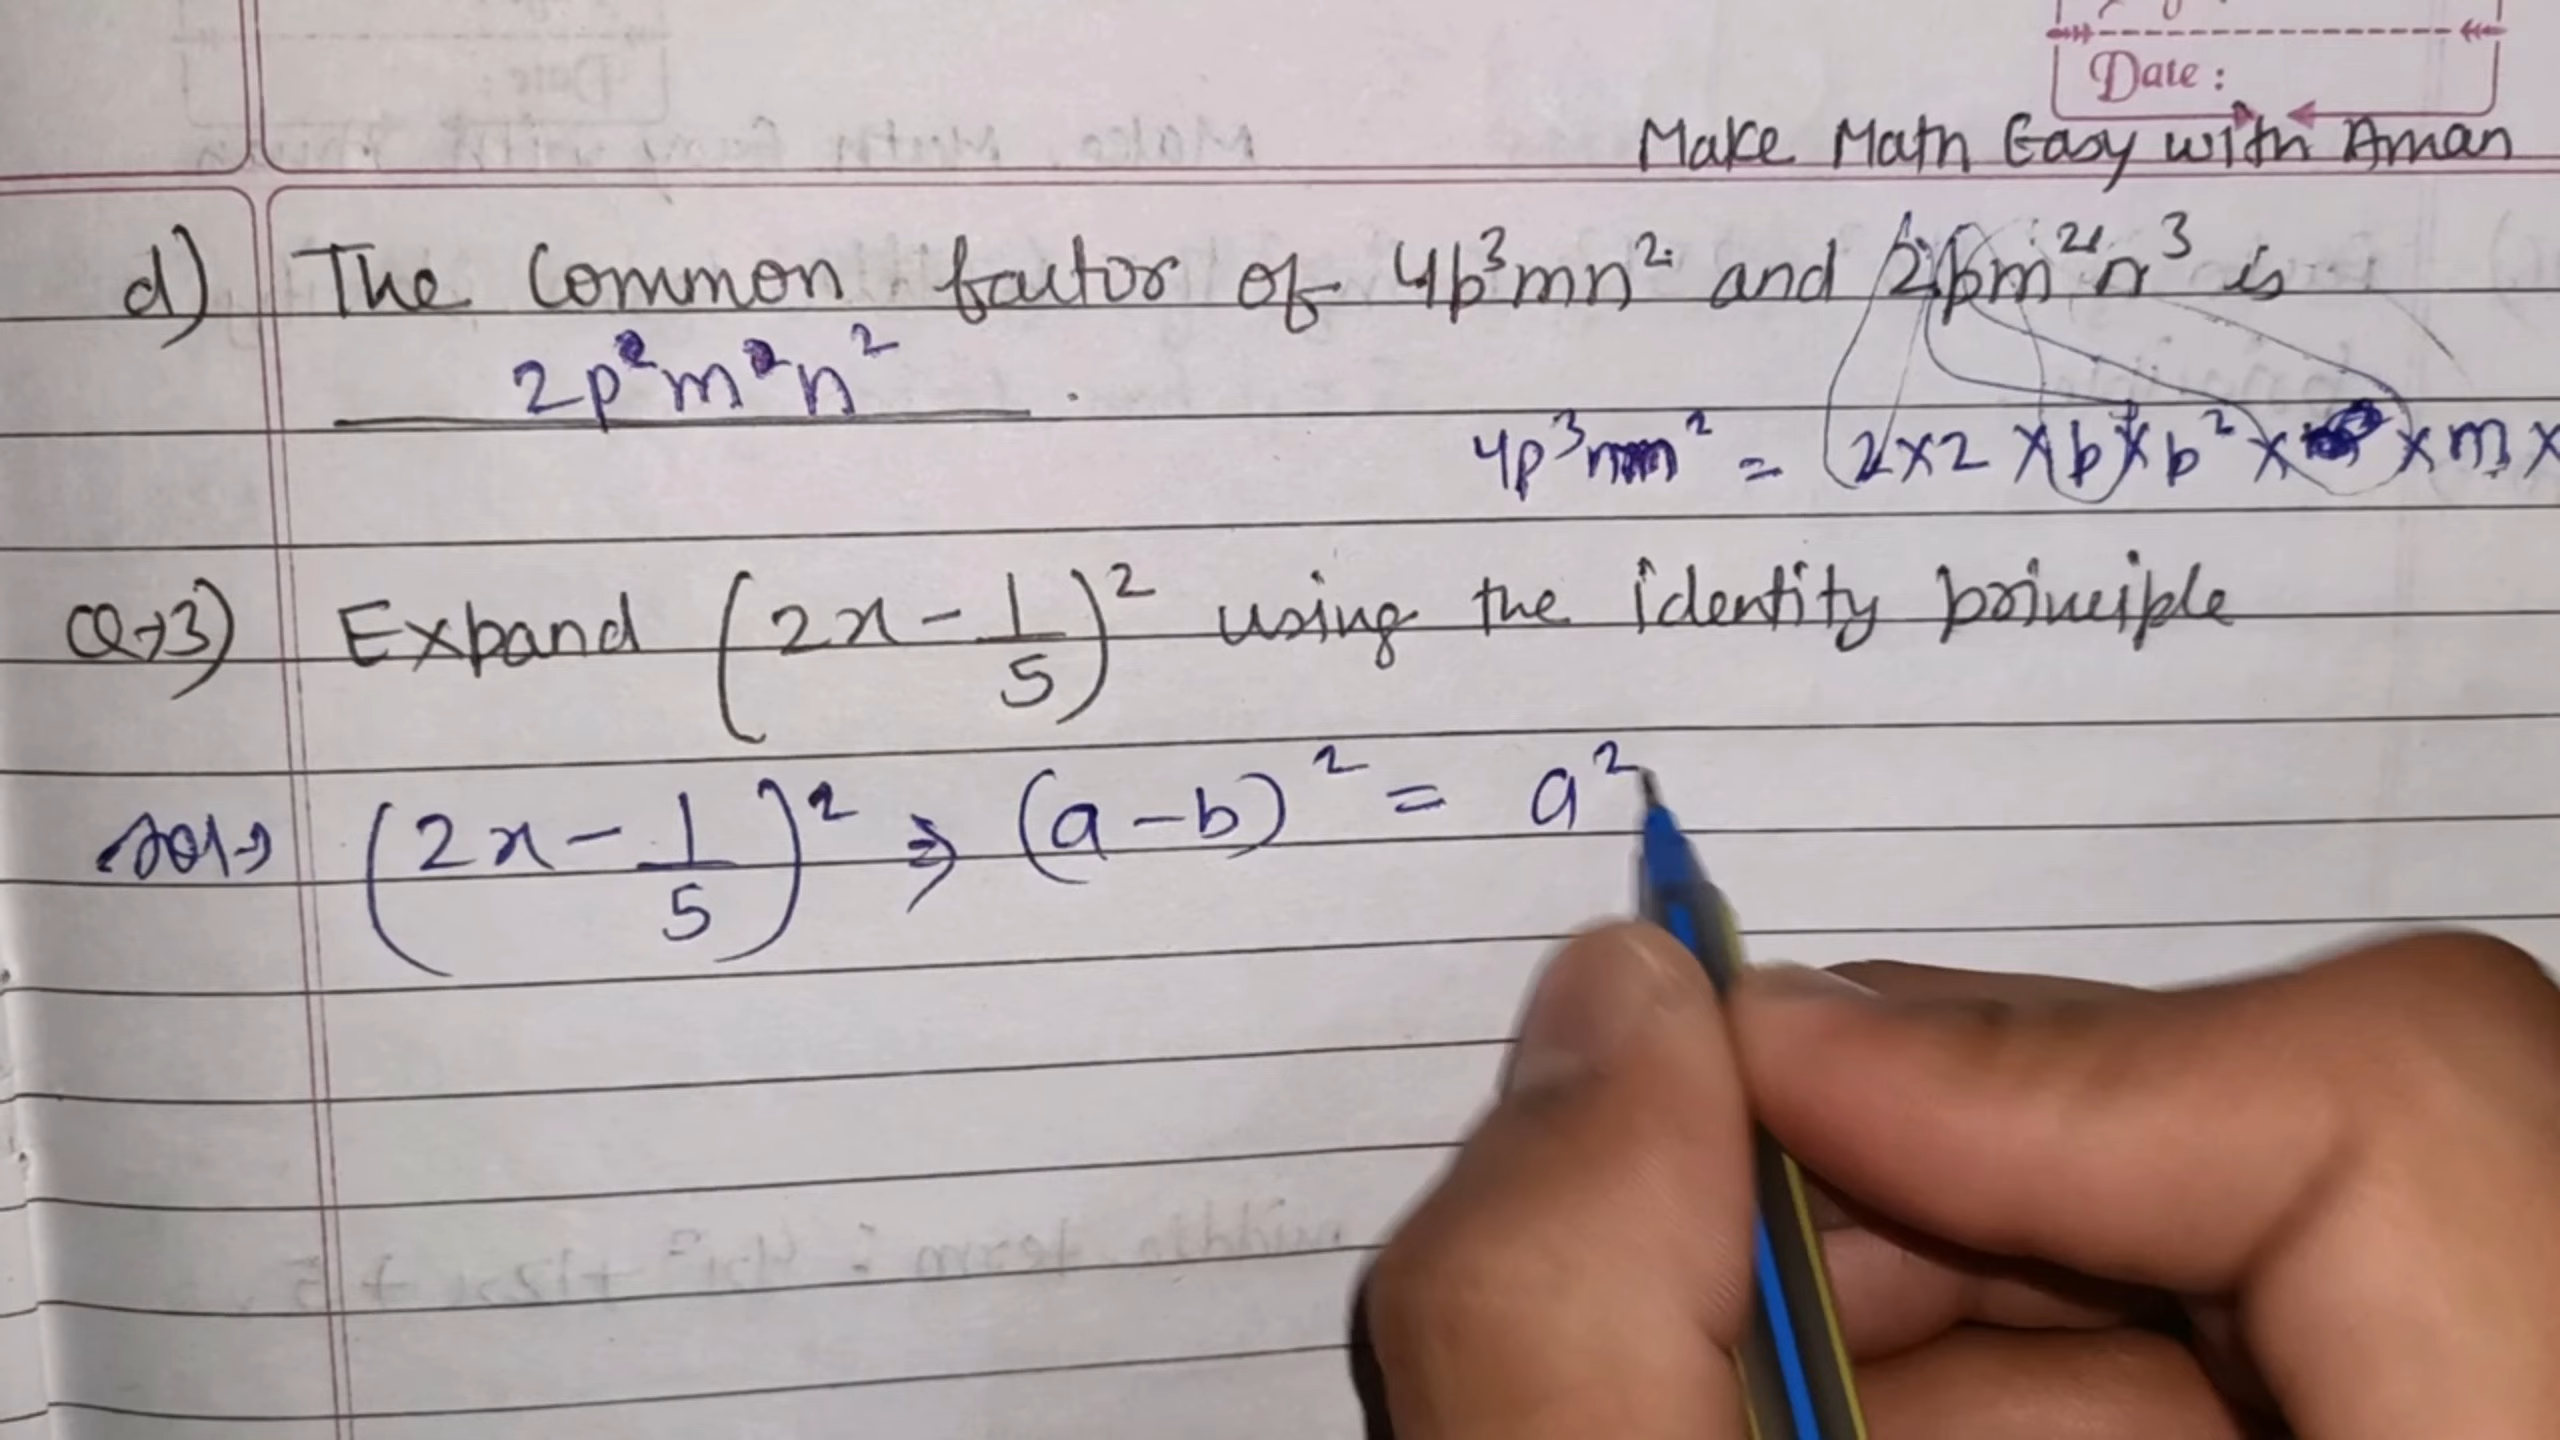 Date :
Make Math Easy with Aman
d) The Common factor of 4p³mn² and 2pm²n³ is
2p²m²n² .
4p³mn² = 2×2×p×p²× ×m×
Q→3) Expand (2x - 1/5)² using the identity principle
Sol→ (2x - 1/5)² ⇒ (a-b)² = a²